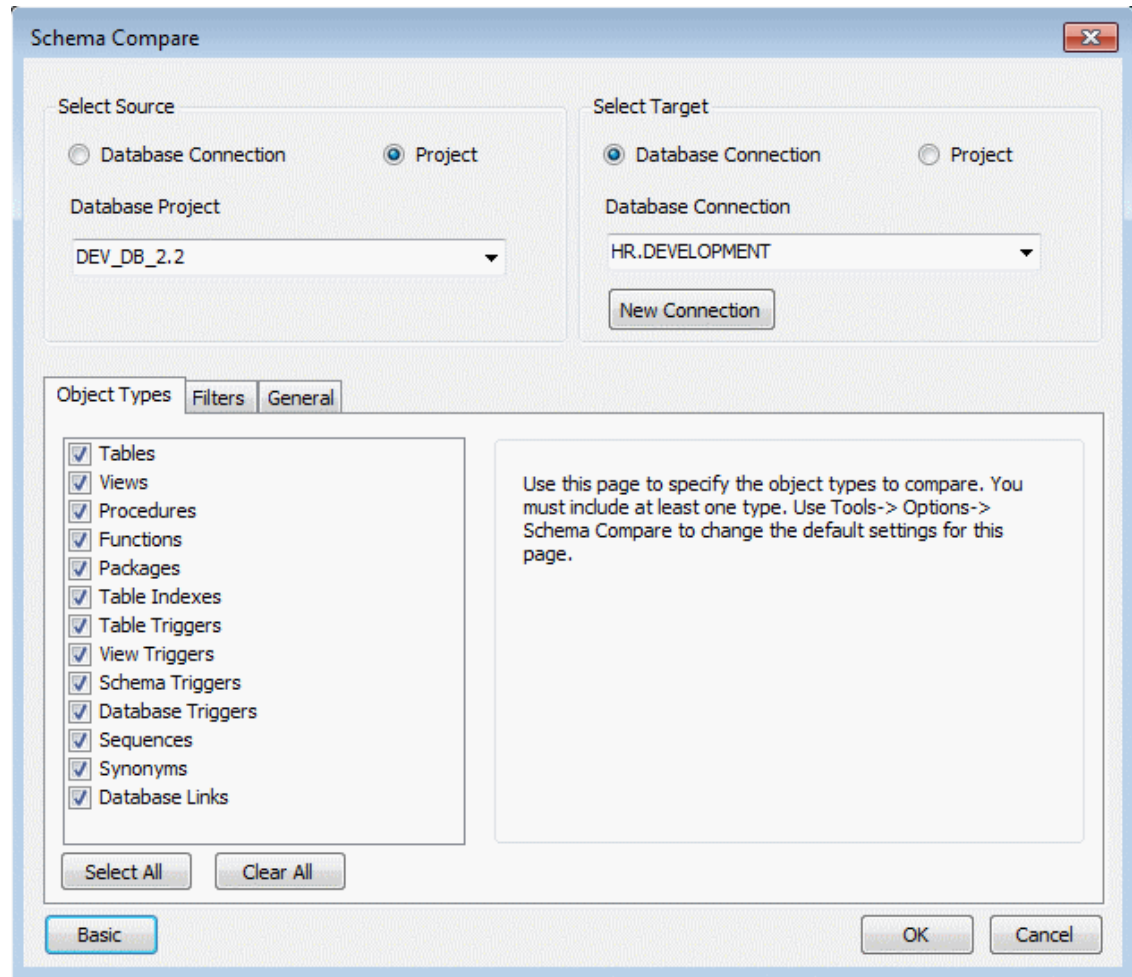 Schema Compare
Select Source
Database Connection
Project
Database Project
DEV_DB_2.2
Select Target
Database Connection
Project
Database Connection
HR.DEVELOPMENT
New Connection
Object Types
Filters
General
Tables
Views
Procedures
Functions
Packages
Table Indexes
Table Triggers
View Triggers
Schema Triggers
Database Triggers
Sequences
Synonyms
Database Links
Use this page to specify the object types to compare. You
must include at least one type. Use Tools-> Options->
Schema Compare to change the default settings for this
page.
Select All
Clear All
Basic
OK
Cancel